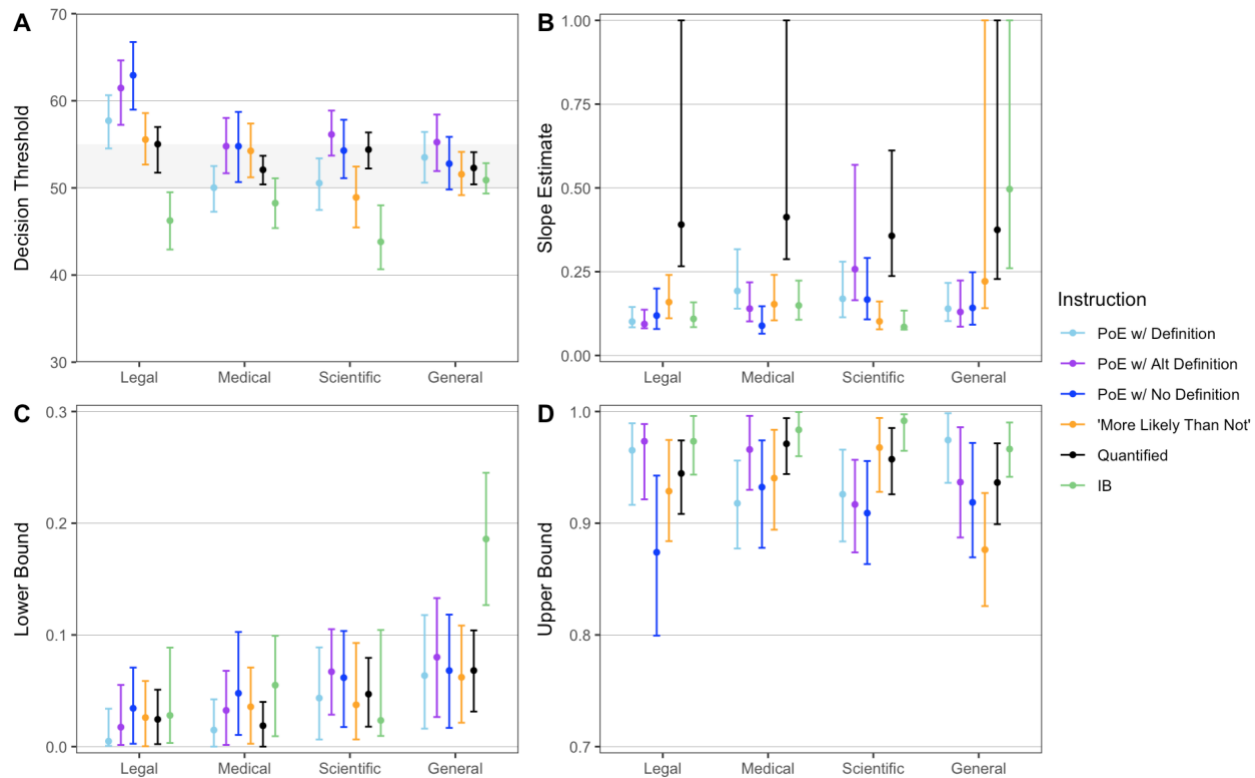 A
Decision Threshold
70
60
50
40
30
Legal Medical Scientific General
B
Slope Estimate
1.00
0.75
0.50
0.25
0.00
Legal Medical Scientific General
C
Lower Bound
0.3
0.2
0.1
0.0
Legal Medical Scientific General
D
Upper Bound
1.0
0.9
0.8
0.7
Legal Medical Scientific General
Instruction
PoE w/ Definition
PoE w/ Alt Definition
PoE w/ No Definition
'More Likely Than Not'
Quantified
IB